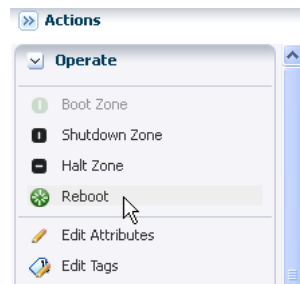 Actions
Operate
Boot Zone
Shutdown Zone
Halt Zone
Reboot
Edit Attributes
Edit Tags